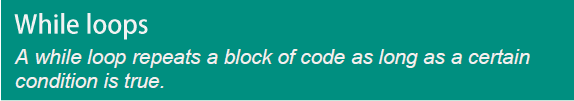 While loops
A while loop repeats a block of code as long as a certain
condition is true.